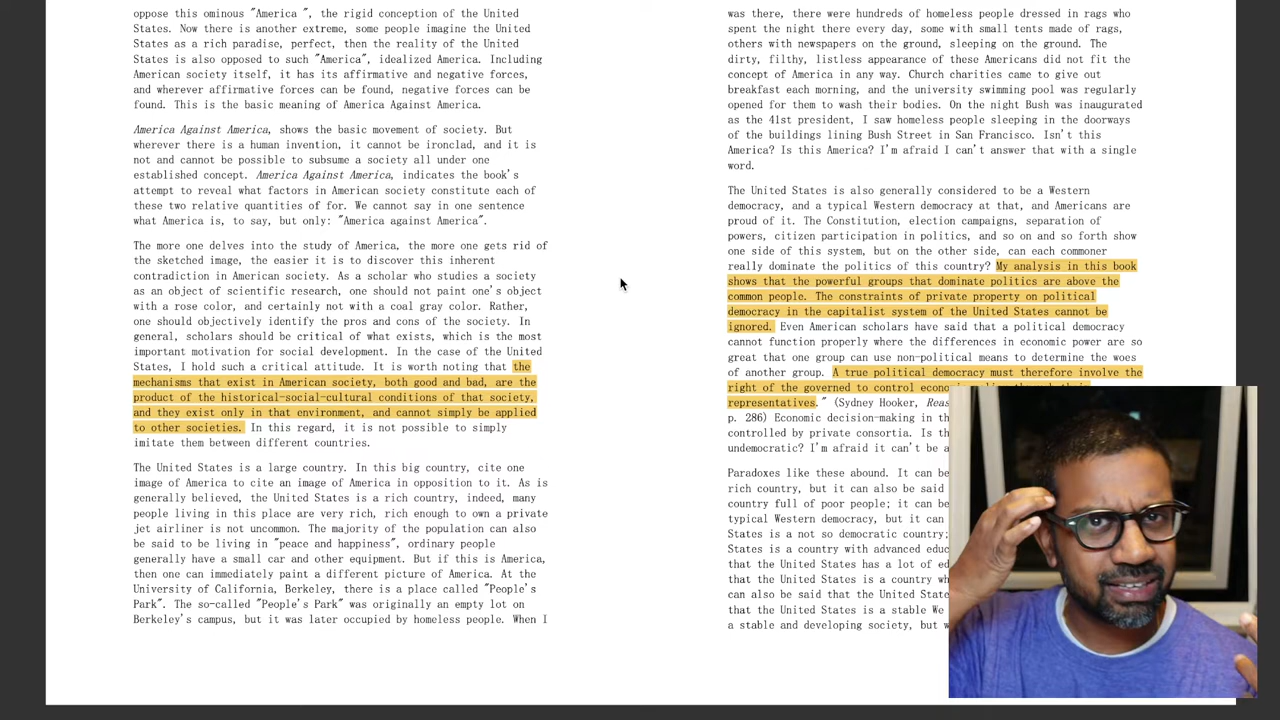 oppose this ominous "America ", the rigid conception of the United
States. Now there is another extreme, some people imagine the United
States as a rich paradise, perfect, then the reality of the United
States is also opposed to such "America", idealized America. Including
American society itself, it has its affirmative and negative forces,
and wherever affirmative forces can be found, negative forces can be
found. This is the basic meaning of America Against America.
America Against America, shows the basic movement of society. But
wherever there is a human invention, it cannot be ironclad, and it is
not and cannot be possible to subsume a society all under one
established concept. America Against America, indicates the book's
attempt to reveal what factors in American society constitute each of
these two relative quantities of for. We cannot say in one sentence
what America is, to say, but only: "America against America".
The more one delves into the study of America, the more one gets rid of
the sketched image, the easier it is to discover this inherent
contradiction in American society. As a scholar who studies a society
as an object of scientific research, one should not paint one's object
with a rose color, and certainly not with a coal gray color. Rather,
one should objectively identify the pros and cons of the society. In
general, scholars should be critical of what exists, which is the most
important motivation for social development. In the case of the United
States, I hold such a critical attitude. It is worth noting that the
mechanisms that exist in American society, both good and bad, are the
product of the historical-social-cultural conditions of that society,
and they exist only in that environment, and cannot simply be applied
to other societies. In this regard, it is not possible to simply
imitate them between different countries.
The United States is a large country. In this big country, cite one
image of America to cite an image of America in opposition to it. As is
generally believed, the United States is a rich country, indeed, many
people living in this place are very rich, rich enough to own a private
jet airliner is not uncommon. The majority of the population can also
be said to be living in "peace and happiness", ordinary people
generally have a small car and other equipment. But if this is America,
then one can immediately paint a different picture of America. At the
University of California, Berkeley, there is a place called "People's
Park". The so-called "People's Park" was originally an empty lot on
Berkeley's campus, but it was later occupied by homeless people. When I
was there, there were hundreds of homeless people dressed in rags who
spent the night there every day, some with small tents made of rags,
others with newspapers on the ground, sleeping on the ground. The
dirty, filthy, listless appearance of these Americans did not fit the
concept of America in any way. Church charities came to give out
breakfast each morning, and the university swimming pool was regularly
opened for them to wash their bodies. On the night Bush was inaugurated
as the 41st president, I saw homeless people sleeping in the doorways
of the buildings lining Bush Street in San Francisco. Isn't this
America? Is this America? I'm afraid I can't answer that with a single
word.
The United States is also generally considered to be a Western
democracy, and a typical Western democracy at that, and Americans are
proud of it. The Constitution, election campaigns, separation of
powers, citizen participation in politics, and so on and so forth show
one side of this system, but on the other side, can each commoner
really dominate the politics of this country? My analysis in this book
shows that the powerful groups that dominate politics are above the
common people. The constraints of private property on political
democracy in the capitalist system of the United States cannot be
ignored. Even American scholars have said that a political democracy
cannot function properly where the differences in economic power are so
great that one group can use non-political means to determine the woes
of another group. A true political democracy must therefore involve the
right of the governed to control
representatives." (Sydney Hooker,
p. 286) Economic decision-making in
controlled by private consortia. Is
undemocratic? I'm afraid it can't be a
Paradoxes like these abound. It can be
rich country, but it can also be said
country full of poor people; it can be
typical Western democracy, but it can
States is a not so democratic country;
States is a country with advanced
that the United States has a lot of
that the United States is a country
can also be said that the United
that the United States is a stable We
a stable and developing society, but